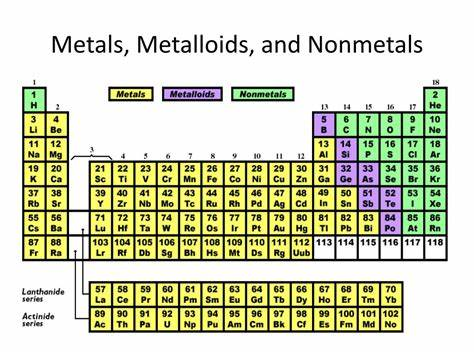 Metals, Metalloids, and Nonmetals
1 18
1 Metals Metalloids Nonmetals 2
H 2 13 14 15 16 17 He
3 4 5 6 7 8 9 10
Li Be B C N O F Ne
11 12 13 14 15 16 17 18
Na Mg 3 4 5 6 7 8 9 10 11 12 Al Si P S Cl Ar
19 20 21 22 23 24 25 26 27 28 29 30 31 32 33 34 35 36
K Ca Sc Ti V Cr Mn Fe Co Ni Cu Zn Ga Ge As Se Br Kr
37 38 39 40 41 42 43 44 45 46 47 48 49 50 51 52 53 54
Rb Sr Y Zr Nb Mo Tc Ru Rh Pd Ag Cd In Sn Sb Te I Xe
55 56 71 72 73 74 75 76 77 78 79 80 81 82 83 84 85 86
Cs Ba Lu Hf Ta W Re Os Ir Pt Au Hg Tl Pb Bi Po At Rn
87 88 103 104 105 106 107 108 109 110 111 112 113 114 115 116 117 118
Fr Ra Lr Rf Db Sg Bh Hs Mt Ds Rg Uub
Lanthanide series
57 58 59 60 61 62 63 64 65 66 67 68 69 70
La Ce Pr Nd Pm Sm Eu Gd Tb Dy Ho Er Tm Yb
Actinide series
89 90 91 92 93 94 95 96 97 98 99 100 101 102
Ac Th Pa U Np Pu Am Cm Bk Cf Es Fm Md No